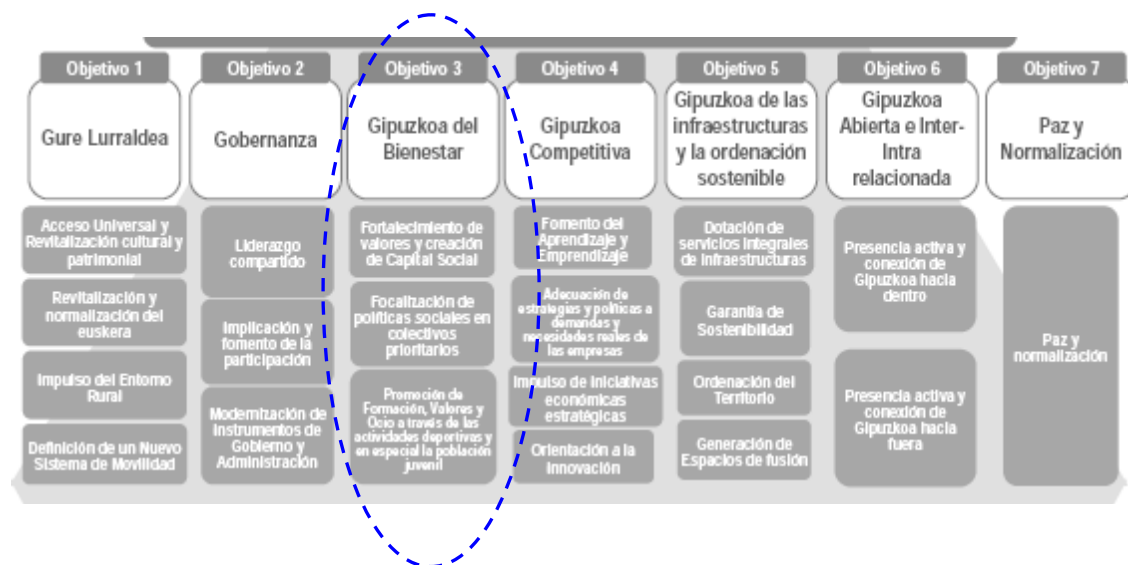 Objetivo 1
Gure Lurraldea
Acceso Universal y
Revitalización cultural y
patrimonial
Revitalización y
normalización del
euskera
Impulso del Entorno
Rural
Definición de un Nuevo
Sistema de Movilidad
Objetivo 2
Gobernanza
Liderazgo
compartido
Implicación y
fomento de la
participación
Modernización de
Instrumentos de
Gobierno y
Administración
Objetivo 3
Gipuzkoa del
Bienestar
Fortalecimiento de
valores y creación
de Capital Social
Focalización de
políticas sociales en
colectivos
prioritarios
Promoción de
Formación, Valores y
Ocio a través de las
actividades deportivas y
en especial la población
juvenil
Objetivo 4
Gipuzkoa
Competitiva
Fomento del
Aprendizaje y
Emprendizaje
Adecuación de
estrategias y políticas a
demandas y
necesidades reales de
las empresas
Impulso de Iniciativas
económicas
estratégicas
Orientación a la
Innovación
Objetivo 5
Gipuzkoa de las
infraestructuras
y la ordenación
sostenible
Dotación de
servicios Integrales
de Infraestructuras
Garantía de
Sostenibilidad
Ordenación del
Territorio
Generación de
Espacios de fusión
Objetivo 6
Gipuzkoa
Abierta e Inter-
Intra
relacionada
Presencia activa y
conexión de
Gipuzkoa hacia
dentro
Presencia activa y
conexión de
Gipuzkoa hacia
fuera
Objetivo 7
Paz y
Normalización
Paz y
normalización